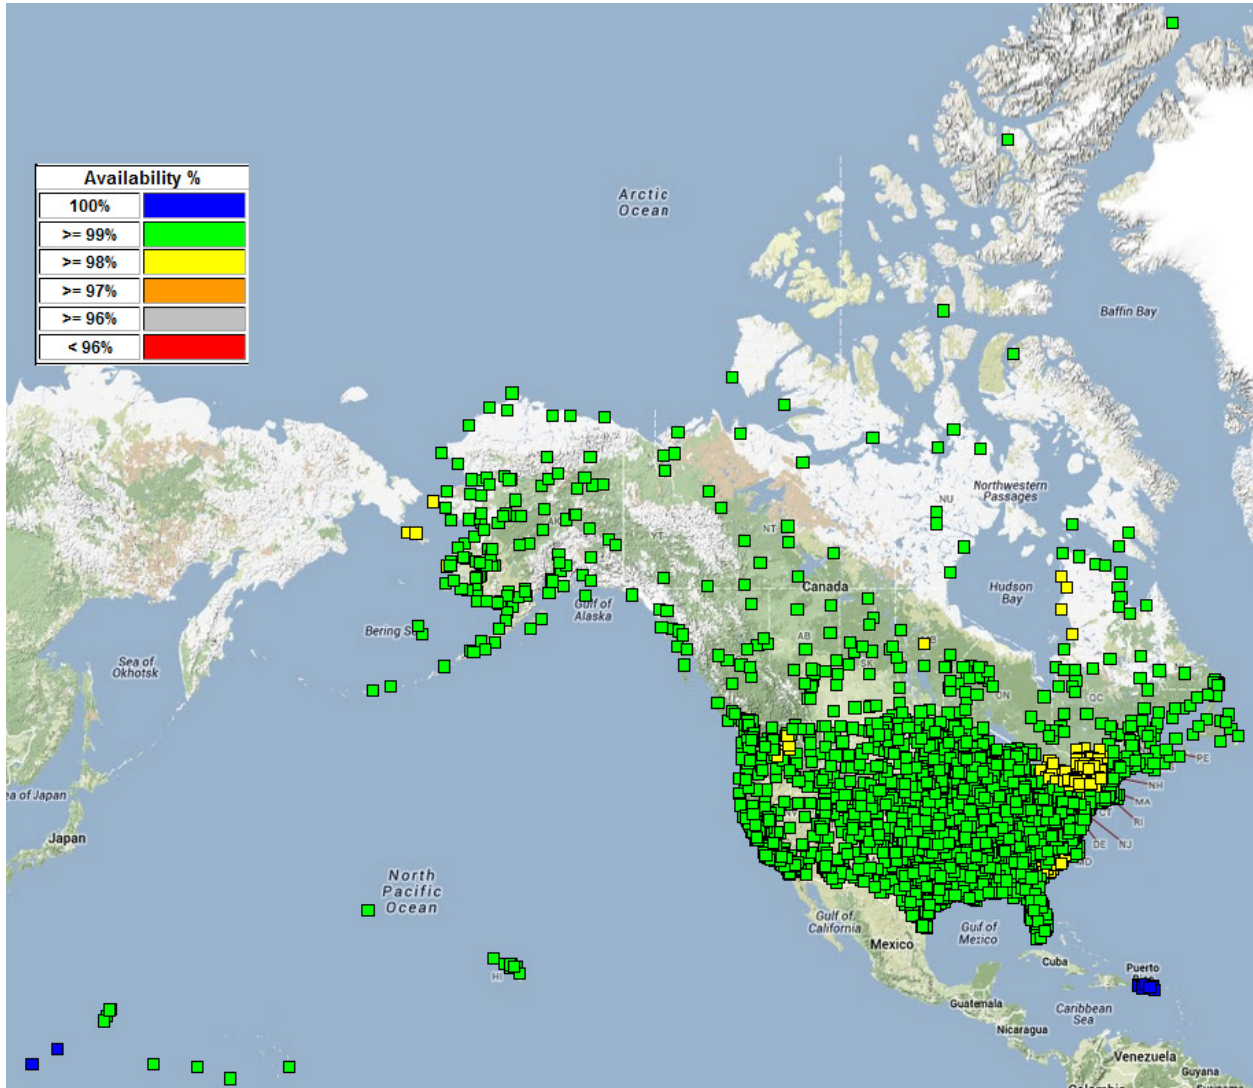 Availability %
100%
>= 99%
>= 98%
>= 97%
>= 96%
< 96%
Arctic
Ocean
Baffin Bay
Northwestern
Passages
NU
NT
AK
YT
Canada
Hudson
Bay
Gulf of
Alaska
Bering
Sea of
Okhotsk
AB
SK
ON
QC
PE
NH
MA
RI
CT
NJ
DE
MD
NV
ea of Japan
Japan
North
Pacific
Ocean
HI
Gulf of
California
Mexico
Gulf of
Mexico
Cuba
Puerto
Caribbean
Sea
Guatemala
Nicaragua
Venezuela
Guyana